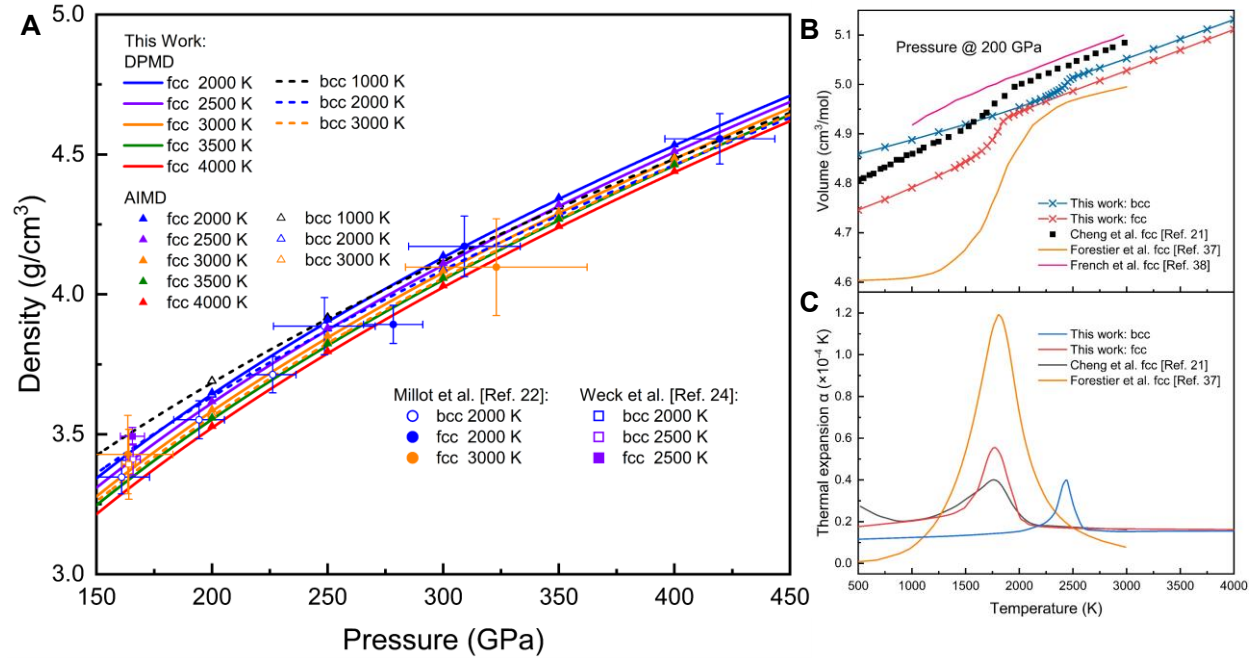 A
This Work:
DPMD
fcc 2000 K
fcc 2500 K
fcc 3000 K
fcc 3500 K
fcc 4000 K
bcc 1000 K
bcc 2000 K
bcc 3000 K
AIMD
fcc 2000 K
fcc 2500 K
fcc 3000 K
fcc 3500 K
fcc 4000 K
bcc 1000 K
bcc 2000 K
bcc 3000 K
Millot et al. [Ref. 22]:
bcc 2000 K
fcc 2000 K
fcc 3000 K
Weck et al. [Ref. 24]:
bcc 2000 K
bcc 2500 K
fcc 2500 K
Density (g/cm³)
5.0
4.5
4.0
3.5
3.0
150 200 250 300 350 400 450
Pressure (GPa)
B
Pressure @ 200 GPa
Volume (cm³/mol)
5.1
5.0
4.9
4.8
4.7
4.6
This work: bcc
This work: fcc
Cheng et al. fcc [Ref. 21]
Forestier et al. fcc [Ref. 37]
French et al. fcc [Ref. 38]
C
Thermal expansion α (×10⁻⁴ K)
1.2
1.0
0.8
0.6
0.4
0.2
0.0
This work: bcc
This work: fcc
Cheng et al. fcc [Ref. 21]
Forestier et al. fcc [Ref. 37]
500 1000 1500 2000 2500 3000 3500 4000
Temperature (K)